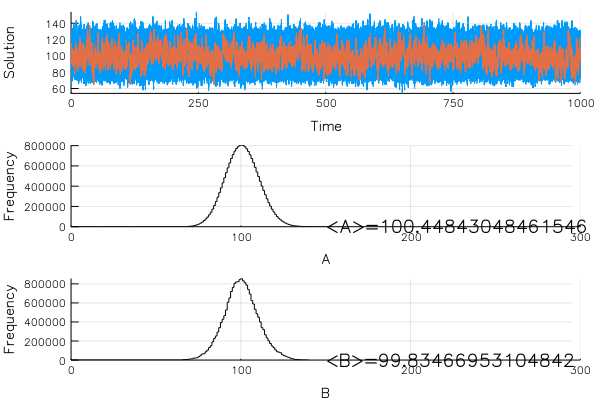 Solution
140
120
100
80
60
0 250 500 750 1000
Time
Frequency
800000
600000
400000
200000
0
<A>=100.44843048461546
0 100 200 300
A
Frequency
800000
600000
400000
200000
0
<B>=99.83466953104842
0 100 200 300
B